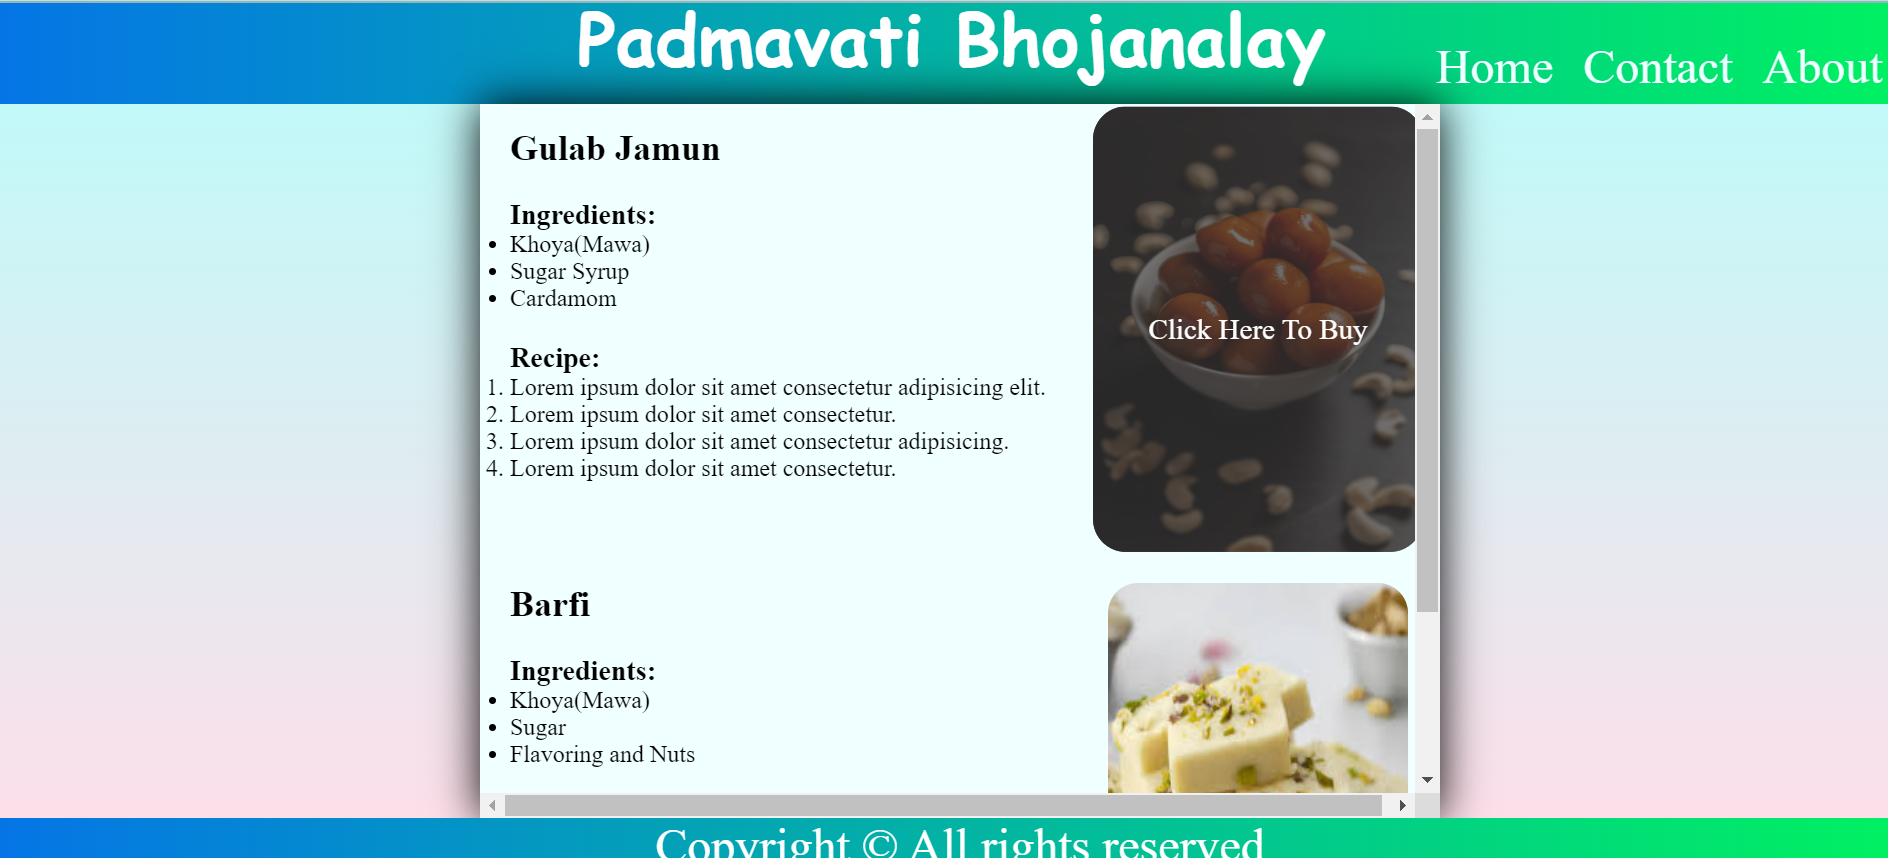 Padmavati Bhojanalay
Home Contact About
Gulab Jamun
Ingredients:
• Khoya(Mawa)
• Sugar Syrup
• Cardamom
Recipe:
1. Lorem ipsum dolor sit amet consectetur adipisicing elit.
2. Lorem ipsum dolor sit amet consectetur.
3. Lorem ipsum dolor sit amet consectetur adipisicing.
4. Lorem ipsum dolor sit amet consectetur.
Click Here To Buy
Barfi
Ingredients:
• Khoya(Mawa)
• Sugar
• Flavoring and Nuts
Copyright © All rights reserved